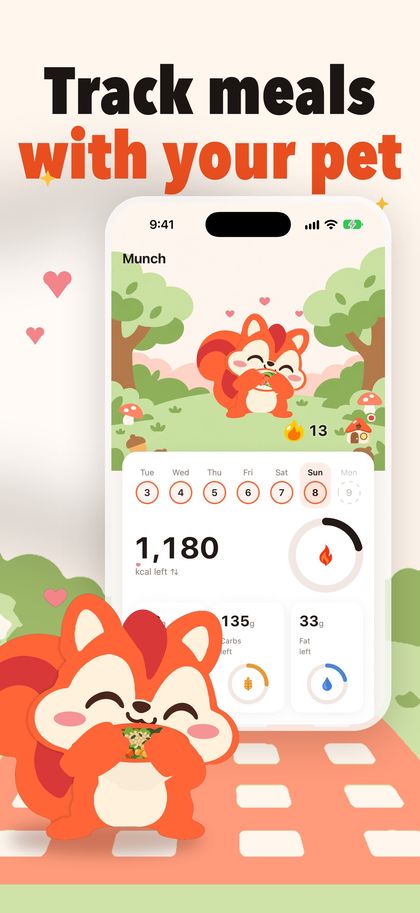 Track meals
with your pet
9:41
Munch
13
Tue Wed Thu Fri Sat Sun Mon
3 4 5 6 7 8 9
1,180
kcal left ↑↓
135g 33g
Carbs Fat
left left